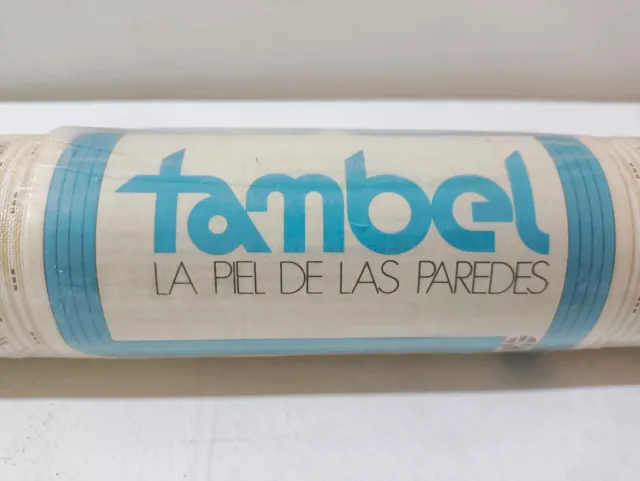 tambel
LA PIEL DE LAS PAREDES